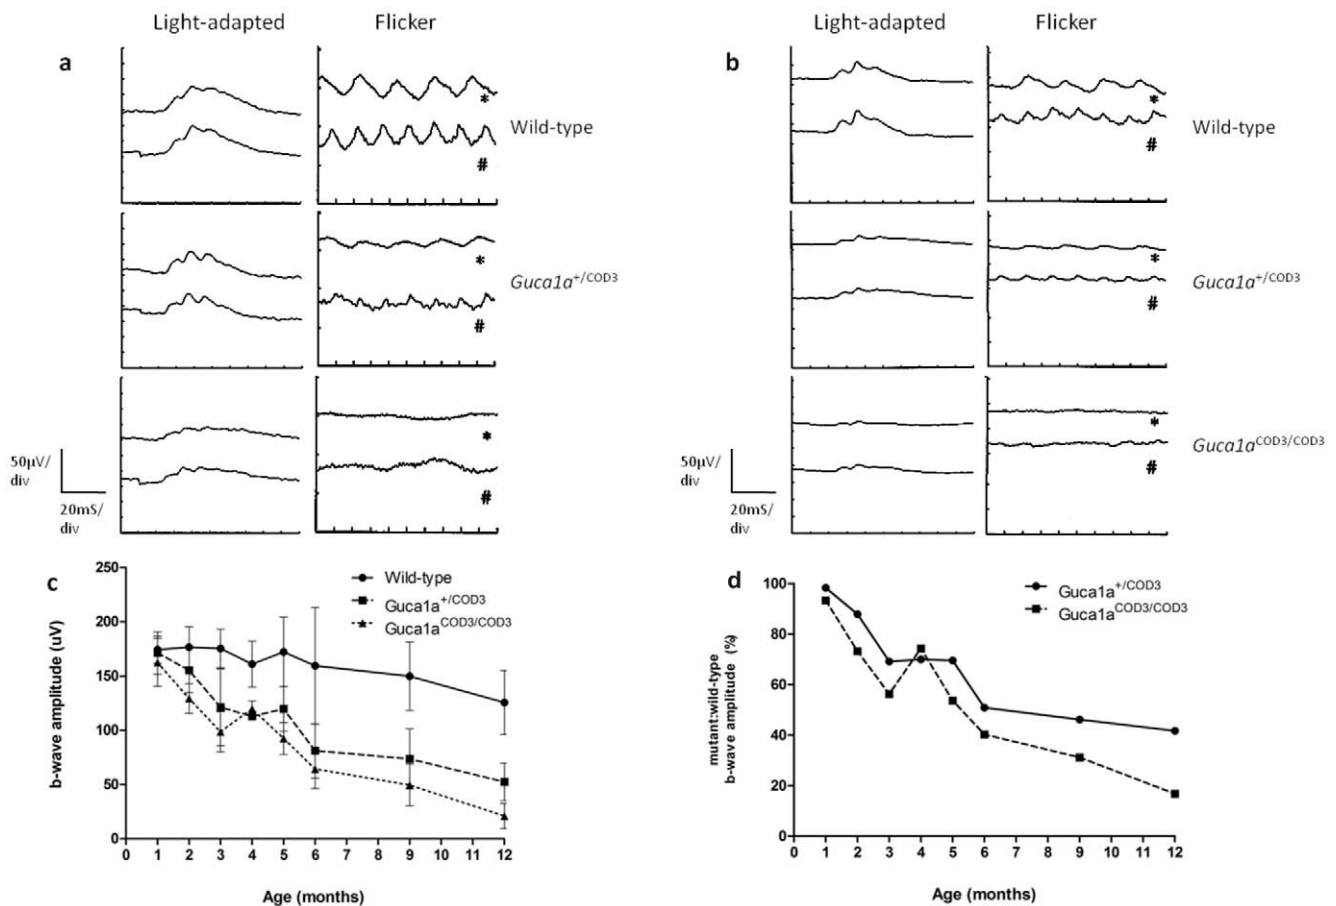 Light-adapted Flicker
a
*
Wild-type
#
*
Guca1a+/COD3
#
*
#
50µV/
div
20mS/
div
Light-adapted Flicker
b
*
Wild-type
#
*
Guca1a+/COD3
#
*
Guca1aCOD3/COD3
#
50µV/
div
20mS/
div
c
Wild-type
Guca1a+/COD3
Guca1aCOD3/COD3
b-wave amplitude (uV)
250
200
150
100
50
0
0 1 2 3 4 5 6 7 8 9 10 11 12
Age (months)
d
Guca1a+/COD3
Guca1aCOD3/COD3
mutant:wild-type
b-wave amplitude (%)
100
80
60
40
20
0
0 1 2 3 4 5 6 7 8 9 10 11 12
Age (months)